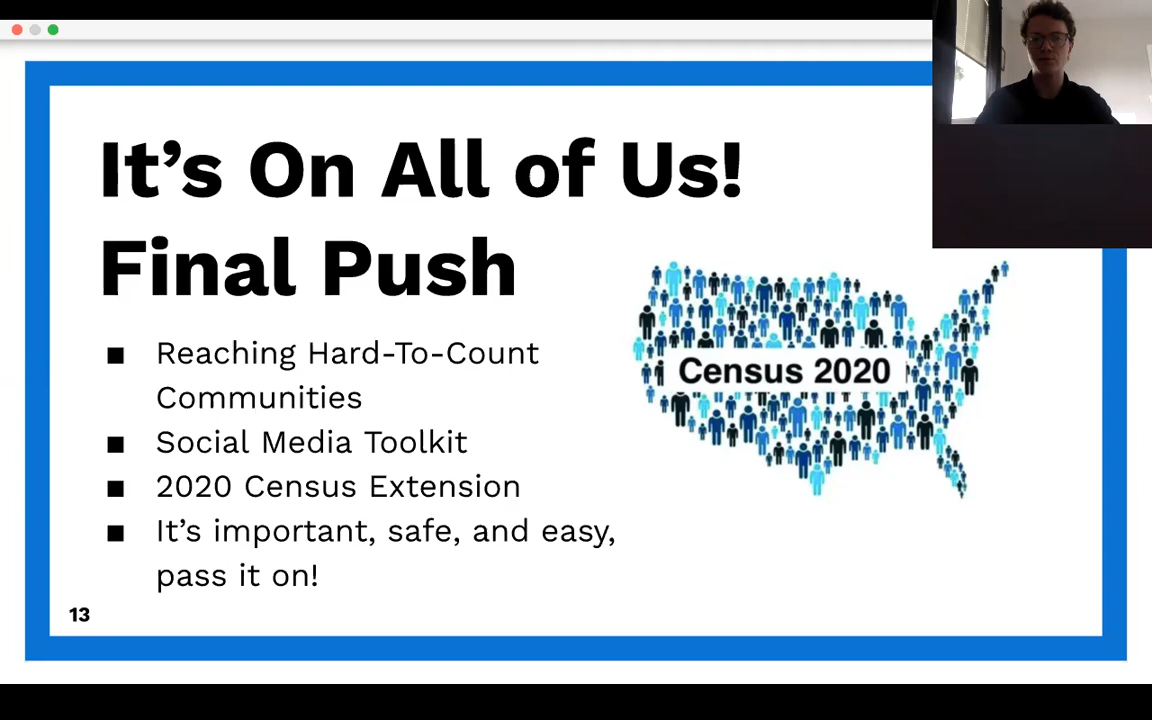 It’s On All of Us!
Final Push
■ Reaching Hard-To-Count
Communities
■ Social Media Toolkit
■ 2020 Census Extension
■ It’s important, safe, and easy,
pass it on!
Census 2020
13